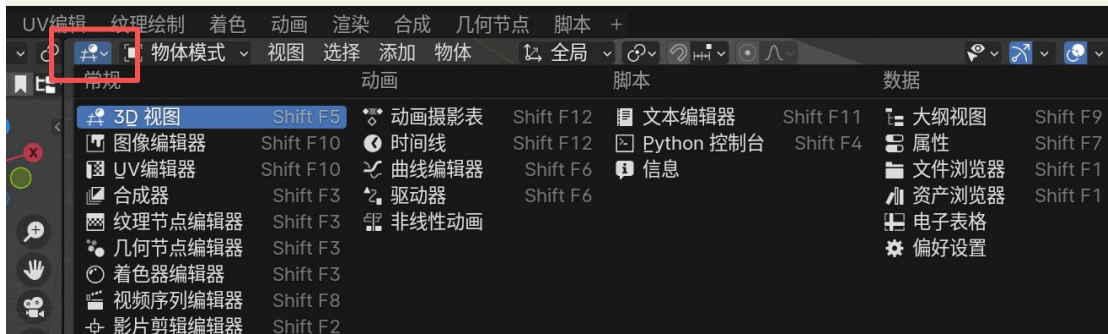 UV编辑 纹理绘制 着色 动画 渲染 合成 几何节点 脚本 +
物体模式 视图 选择 添加 物体 全局
常规 动画 脚本 数据
3D 视图 Shift F5 动画摄影表 Shift F12 文本编辑器 Shift F11 大纲视图 Shift F9
图像编辑器 Shift F10 时间线 Shift F12 Python 控制台 Shift F4 属性 Shift F7
UV编辑器 Shift F10 曲线编辑器 Shift F6 信息 文件浏览器 Shift F1
合成器 Shift F3 驱动器 Shift F6 资产浏览器 Shift F1
纹理节点编辑器 Shift F3 非线性动画 电子表格
几何节点编辑器 Shift F3 偏好设置
着色器编辑器 Shift F3
视频序列编辑器 Shift F8
影片剪辑编辑器 Shift F2
X